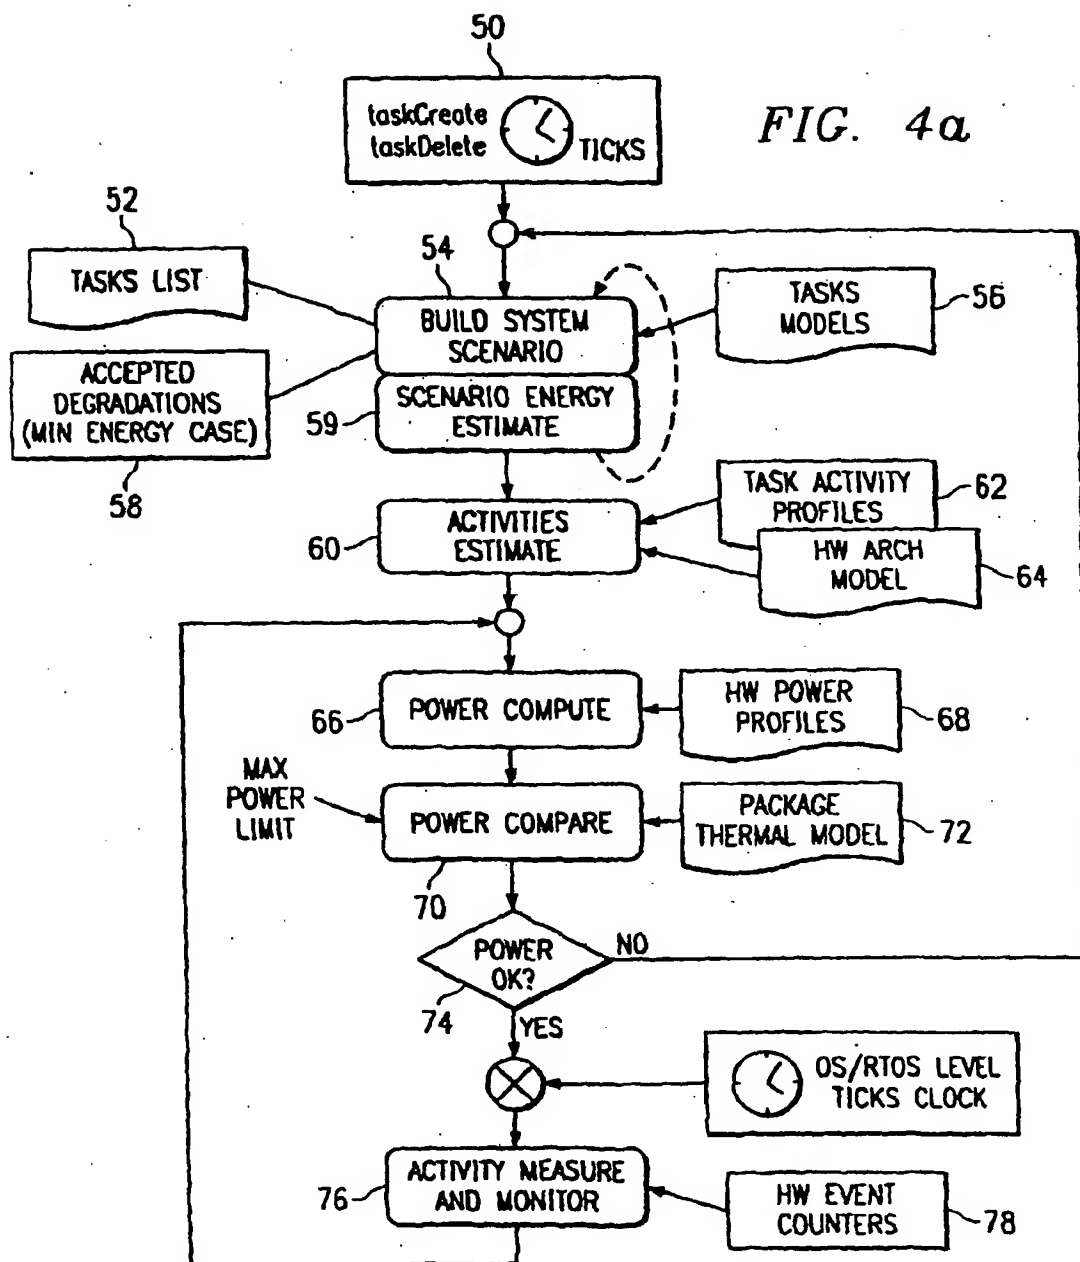 50
taskCreate
taskDelete
TICKS
FIG. 4a
52
TASKS LIST
54
BUILD SYSTEM
SCENARIO
TASKS
MODELS
56
ACCEPTED
DEGRADATIONS
(MIN ENERGY CASE)
58
59
SCENARIO ENERGY
ESTIMATE
60
ACTIVITIES
ESTIMATE
TASK ACTIVITY
PROFILES
62
HW ARCH
MODEL
64
66
POWER COMPUTE
HW POWER
PROFILES
68
MAX
POWER
LIMIT
POWER COMPARE
70
PACKAGE
THERMAL MODEL
72
POWER
OK?
74
NO
YES
OS/RTOS LEVEL
TICKS CLOCK
76
ACTIVITY MEASURE
AND MONITOR
HW EVENT
COUNTERS
78